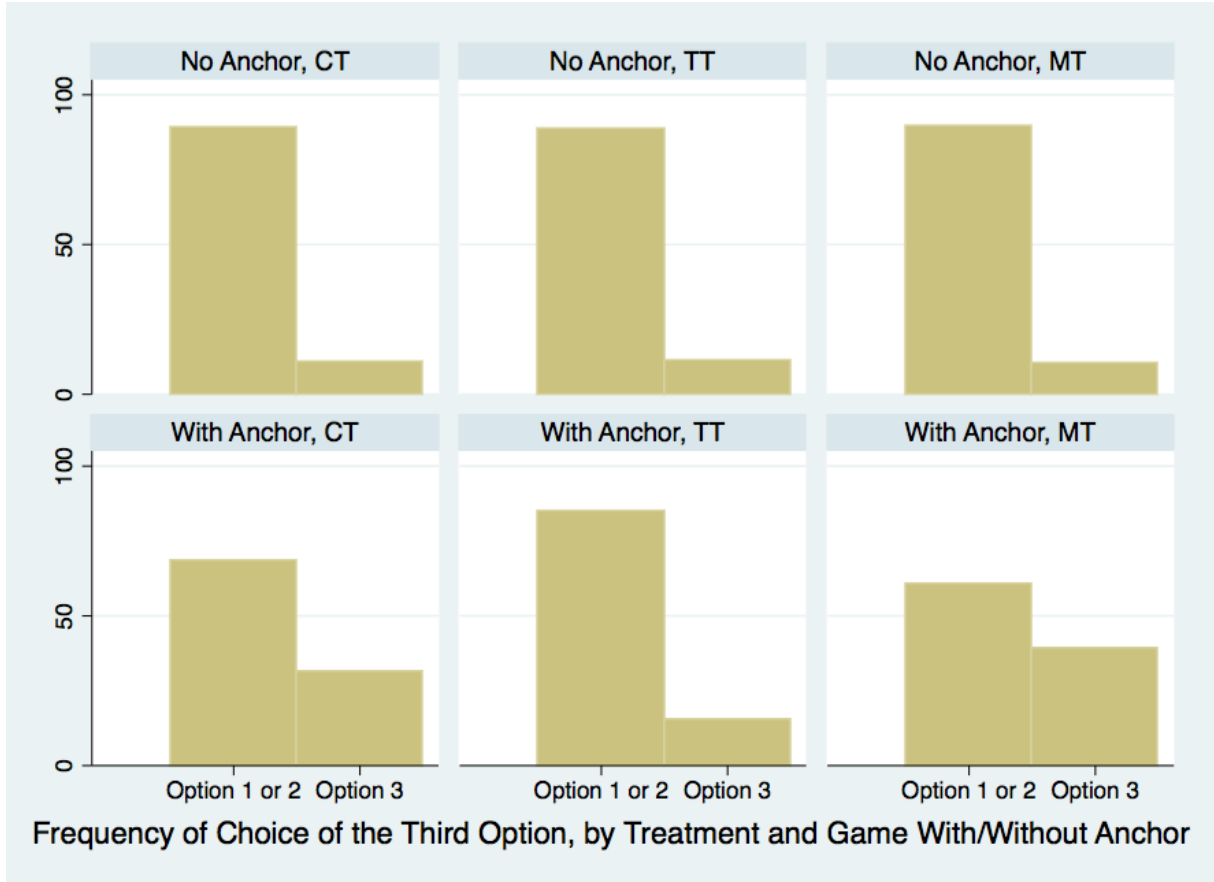 No Anchor, CT
No Anchor, TT
No Anchor, MT
100
50
0
With Anchor, CT
With Anchor, TT
With Anchor, MT
100
50
0
Option 1 or 2 Option 3
Option 1 or 2 Option 3
Option 1 or 2 Option 3
Frequency of Choice of the Third Option, by Treatment and Game With/Without Anchor